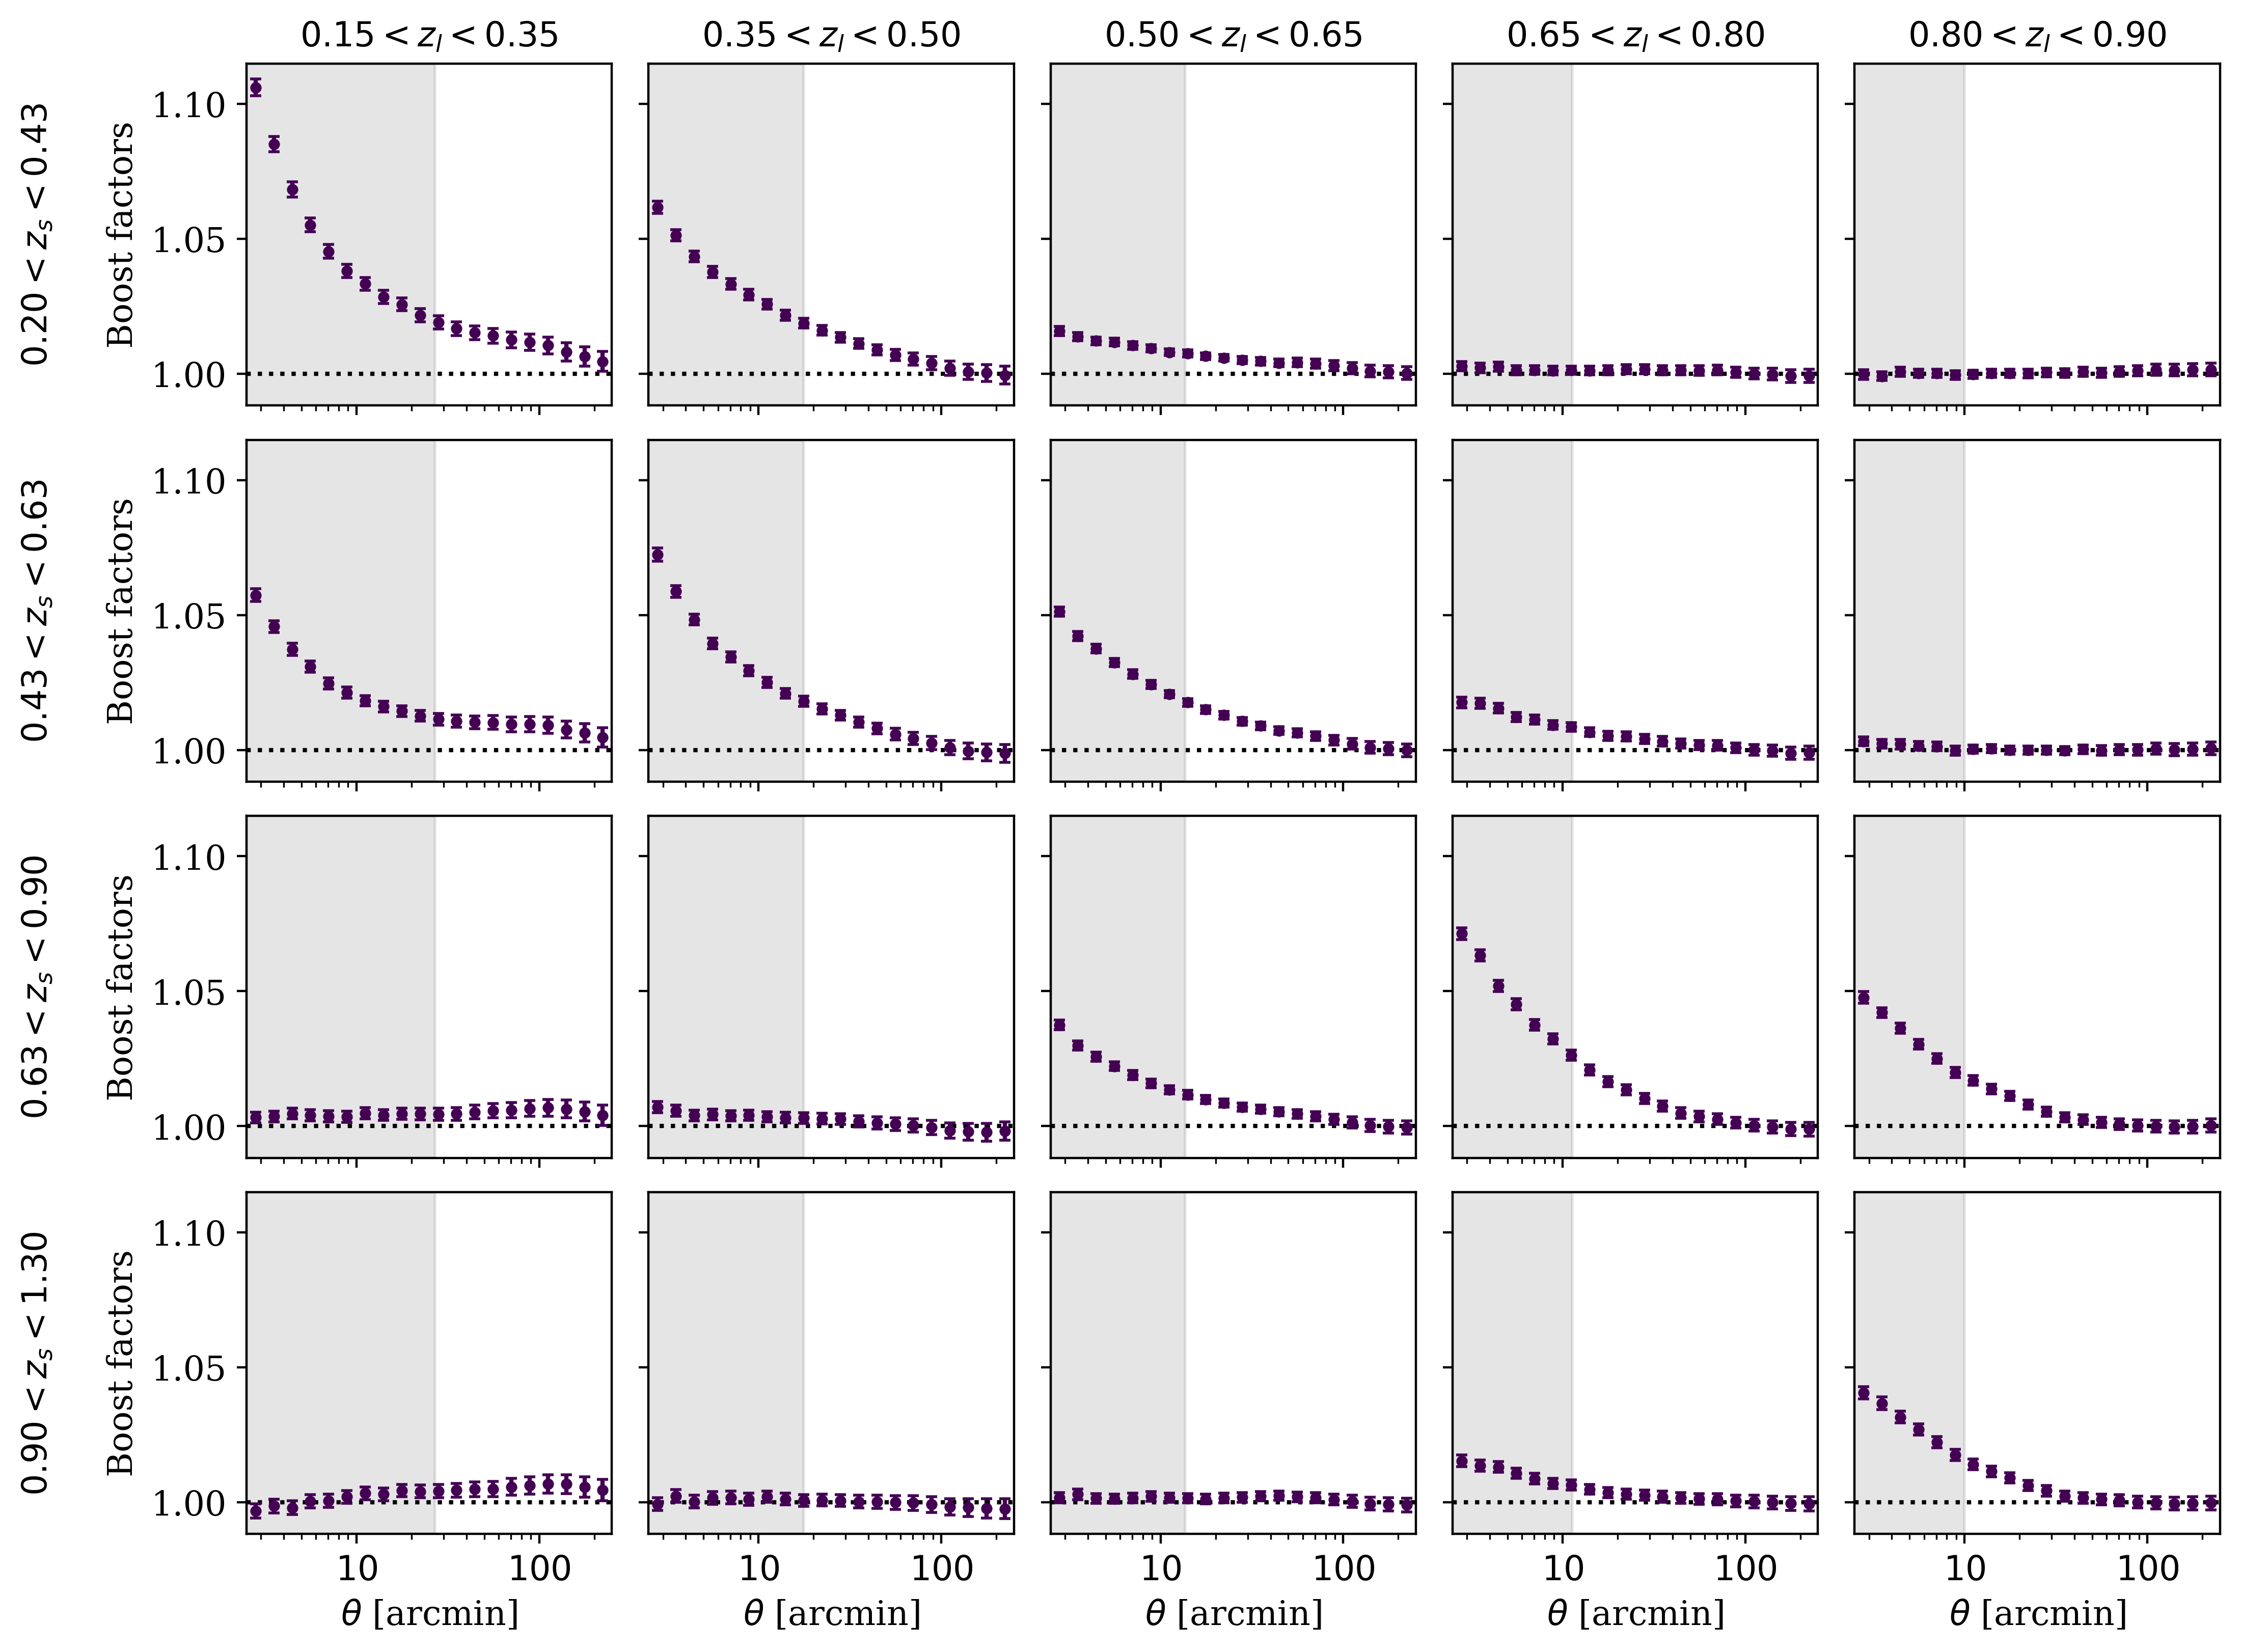 0.15 < z_l < 0.35 0.35 < z_l < 0.50 0.50 < z_l < 0.65 0.65 < z_l < 0.80 0.80 < z_l < 0.90
0.20 < z_s < 0.43
Boost factors
1.10
1.05
1.00
0.43 < z_s < 0.63
Boost factors
1.10
1.05
1.00
0.63 < z_s < 0.90
Boost factors
1.10
1.05
1.00
0.90 < z_s < 1.30
Boost factors
1.10
1.05
1.00
10 100 10 100 10 100 10 100 10 100
θ [arcmin] θ [arcmin] θ [arcmin] θ [arcmin] θ [arcmin]